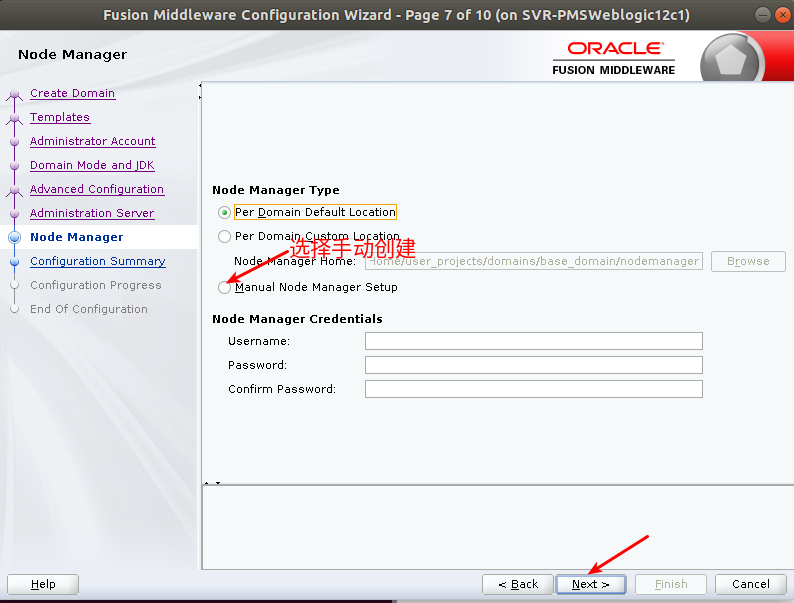 Fusion Middleware Configuration Wizard - Page 7 of 10 (on SVR-PMSWeblogic12c1)
Node Manager
ORACLE
FUSION MIDDLEWARE
Create Domain
Templates
Administrator Account
Domain Mode and JDK
Advanced Configuration
Administration Server
Node Manager
Configuration Summary
Configuration Progress
End Of Configuration
Node Manager Type
Per Domain Default Location
Per Domain Custom Location
选择手动创建
Node Manager Home: Home/user_projects/domains/base_domain/nodemanager Browse
Manual Node Manager Setup
Node Manager Credentials
Username:
Password:
Confirm Password:
Help < Back Next > Finish Cancel